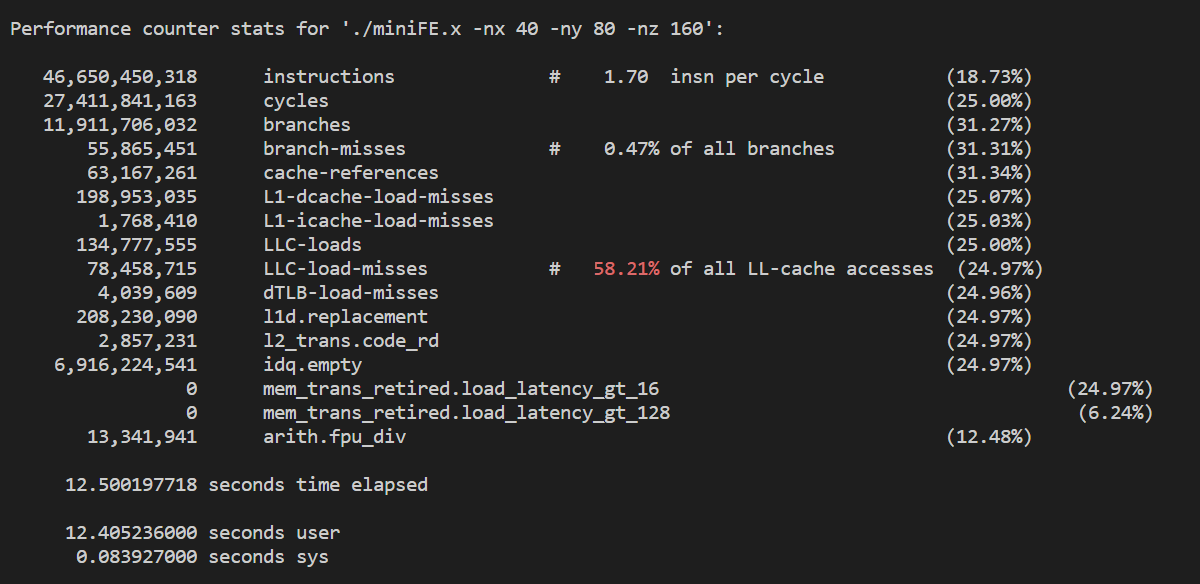 Performance counter stats for './miniFE.x -nx 40 -ny 80 -nz 160':
46,650,450,318 instructions # 1.70 insn per cycle (18.73%)
27,411,841,163 cycles (25.00%)
11,911,706,032 branches (31.27%)
55,865,451 branch-misses # 0.47% of all branches (31.31%)
63,167,261 cache-references (31.34%)
198,953,035 L1-dcache-load-misses (25.07%)
1,768,410 L1-icache-load-misses (25.03%)
134,777,555 LLC-loads (25.00%)
78,458,715 LLC-load-misses # 58.21% of all LL-cache accesses (24.97%)
4,039,609 dTLB-load-misses (24.96%)
208,230,090 l1d.replacement (24.97%)
2,857,231 l2_trans.code_rd (24.97%)
6,916,224,541 idq.empty (24.97%)
0 mem_trans_retired.load_latency_gt_16 (24.97%)
0 mem_trans_retired.load_latency_gt_128 (6.24%)
13,341,941 arith.fpu_div (12.48%)
12.500197718 seconds time elapsed
12.405236000 seconds user
0.083927000 seconds sys